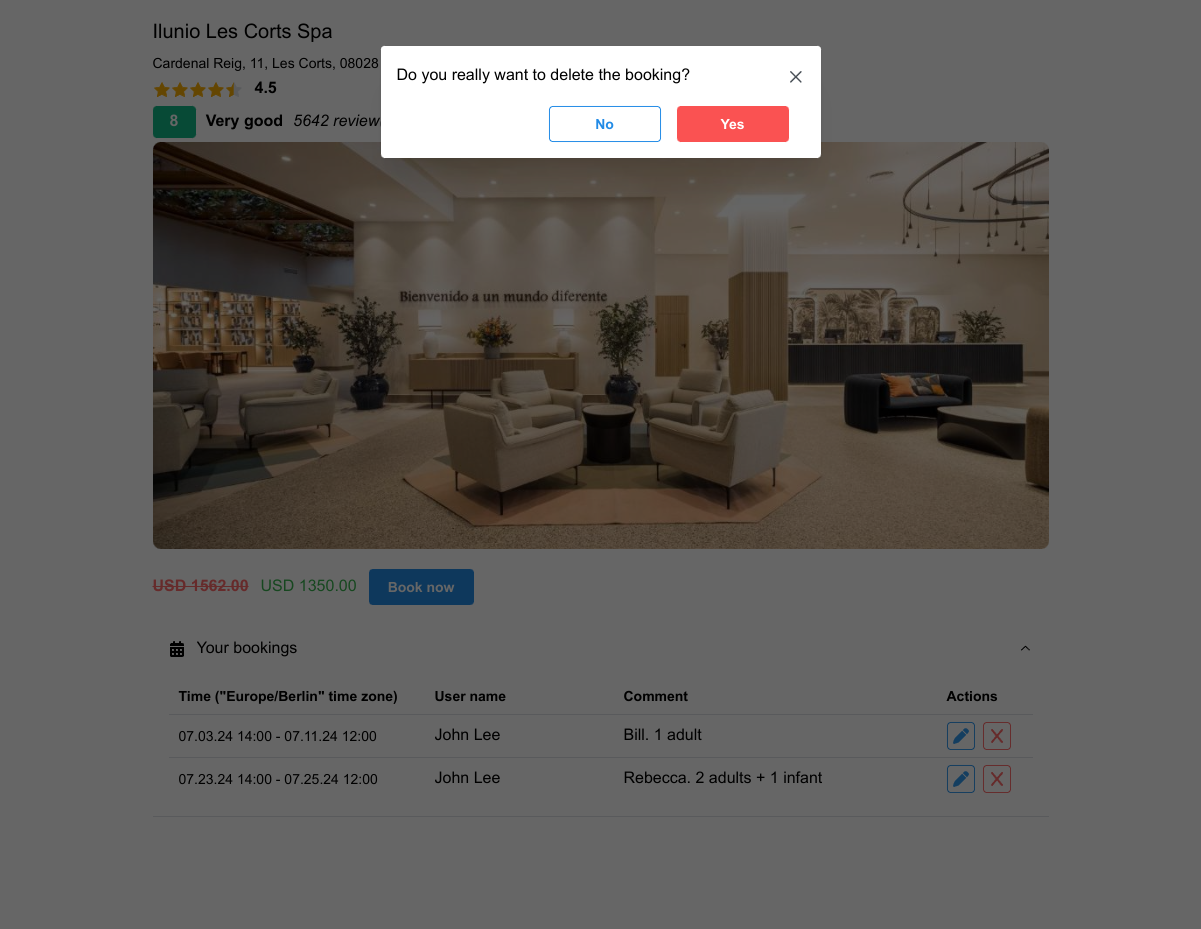 Ilunio Les Corts Spa
Cardenal Reig, 11, Les Corts, 08028
4.5
8 Very good 5642 review
Do you really want to delete the booking?
No Yes
Bienvenido a un mundo diferente
USD 1562.00 USD 1350.00 Book now
Your bookings
Time ("Europe/Berlin" time zone) User name Comment Actions
07.03.24 14:00 - 07.11.24 12:00 John Lee Bill. 1 adult
07.23.24 14:00 - 07.25.24 12:00 John Lee Rebecca. 2 adults + 1 infant